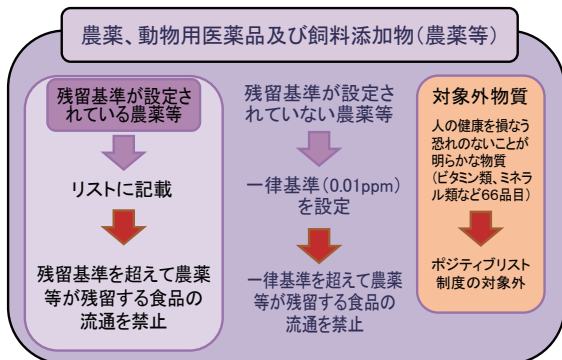 農薬、動物用医薬品及び飼料添加物(農薬等)
残留基準が設定さ
れている農薬等
リストに記載
残留基準を超えて農薬
等が残留する食品の
流通を禁止
残留基準が設定さ
れていない農薬等
一律基準(0.01ppm)
を設定
一律基準を超えて農薬
等が残留する食品の
流通を禁止
対象外物質
人の健康を損なう
恐れのないことが
明らかな物質
(ビタミン類、ミネラ
ル類など66品目)
ポジティブリスト
制度の対象外